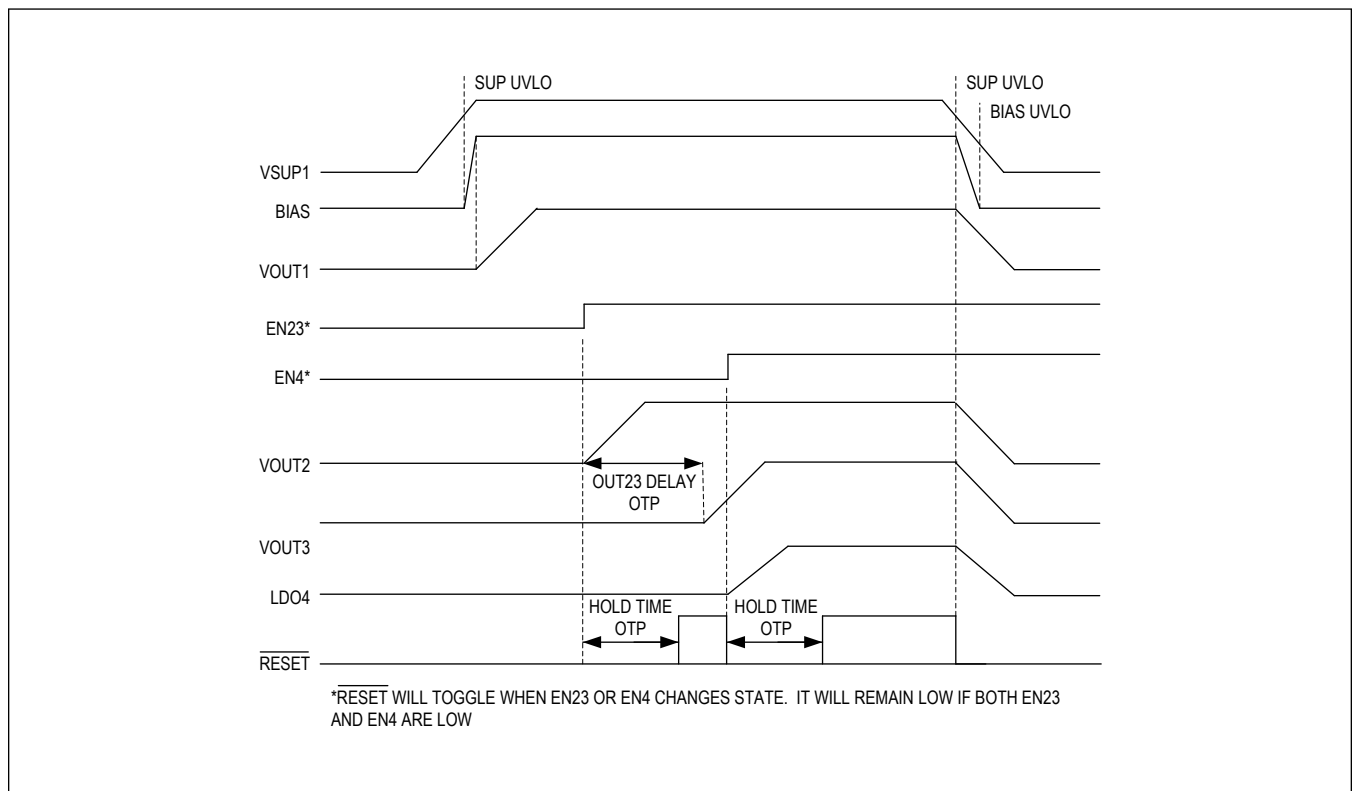 SUP UVLO
SUP UVLO
BIAS UVLO
VSUP1
BIAS
VOUT1
EN23*
EN4*
VOUT2
OUT23 DELAY
OTP
VOUT3
LDO4
HOLD TIME
OTP
HOLD TIME
OTP
RESET
*RESET WILL TOGGLE WHEN EN23 OR EN4 CHANGES STATE. IT WILL REMAIN LOW IF BOTH EN23
AND EN4 ARE LOW